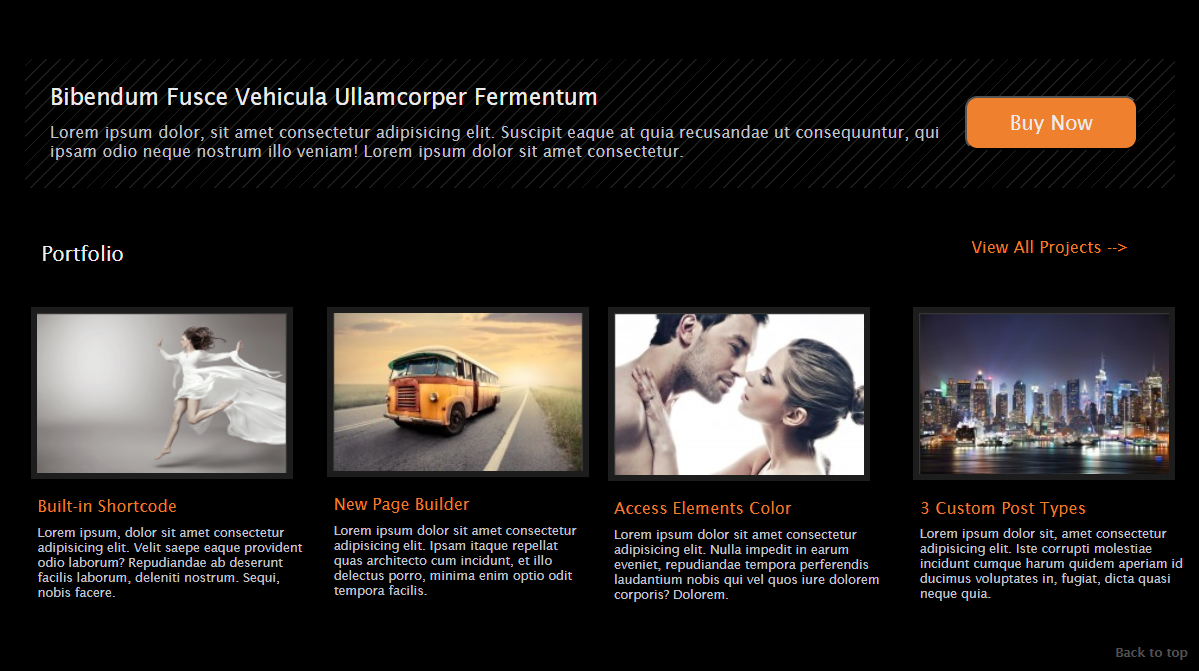 Bibendum Fusce Vehicula Ullamcorper Fermentum
Lorem ipsum dolor, sit amet consectetur adipisicing elit. Suscipit eaque at quia recusandae ut consequuntur, qui
ipsam odio neque nostrum illo veniam! Lorem ipsum dolor sit amet consectetur.
Buy Now
Portfolio
View All Projects -->
Built-in Shortcode
Lorem ipsum, dolor sit amet consectetur
adipisicing elit. Velit saepe eaque provident
odio laborum? Repudiandae ab deserunt
facilis laborum, deleniti nostrum. Sequi,
nobis facere.
New Page Builder
Lorem ipsum dolor sit amet consectetur
adipisicing elit. Ipsam itaque repellat
quas architecto cum incidunt, et illo
delectus porro, minima enim optio odit
tempora facilis.
Access Elements Color
Lorem ipsum dolor sit amet consectetur
adipisicing elit. Nulla impedit in earum
eveniet, repudiandae tempora perferendis
laudantium nobis qui vel quos iure dolorem
corporis? Dolorem.
3 Custom Post Types
Lorem ipsum dolor sit, amet consectetur
adipisicing elit. Iste corrupti molestiae
incidunt cumque harum quidem aperiam id
ducimus voluptates in, fugiat, dicta quasi
neque quia.
Back to top